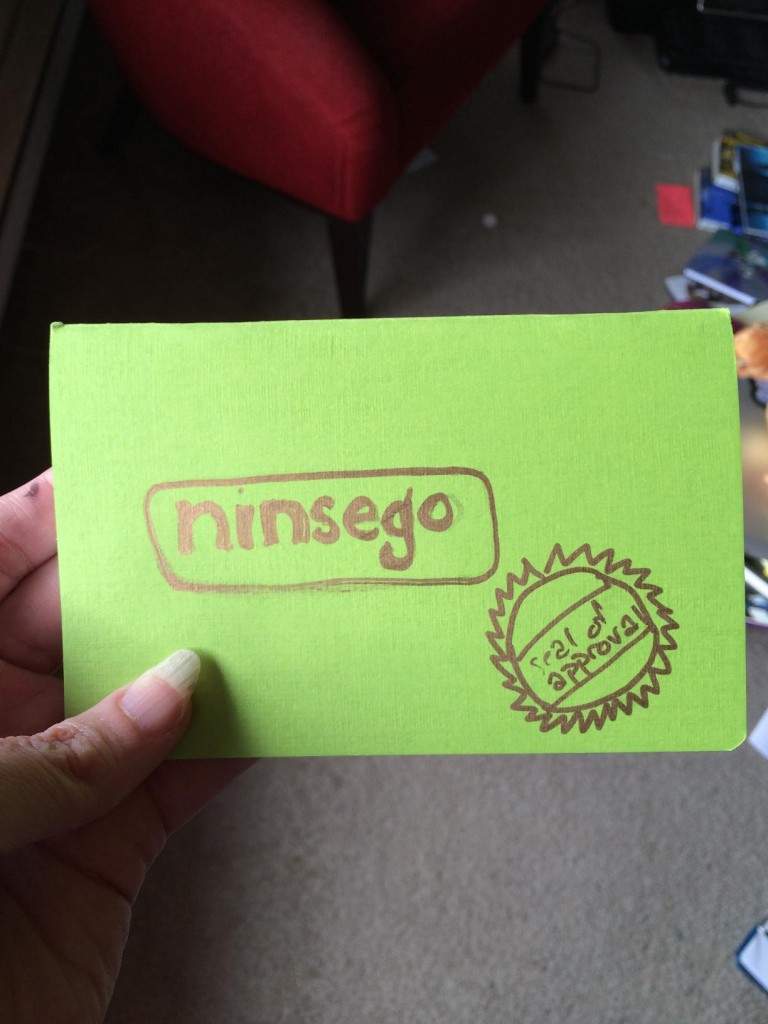 ninsego
seal of
approval